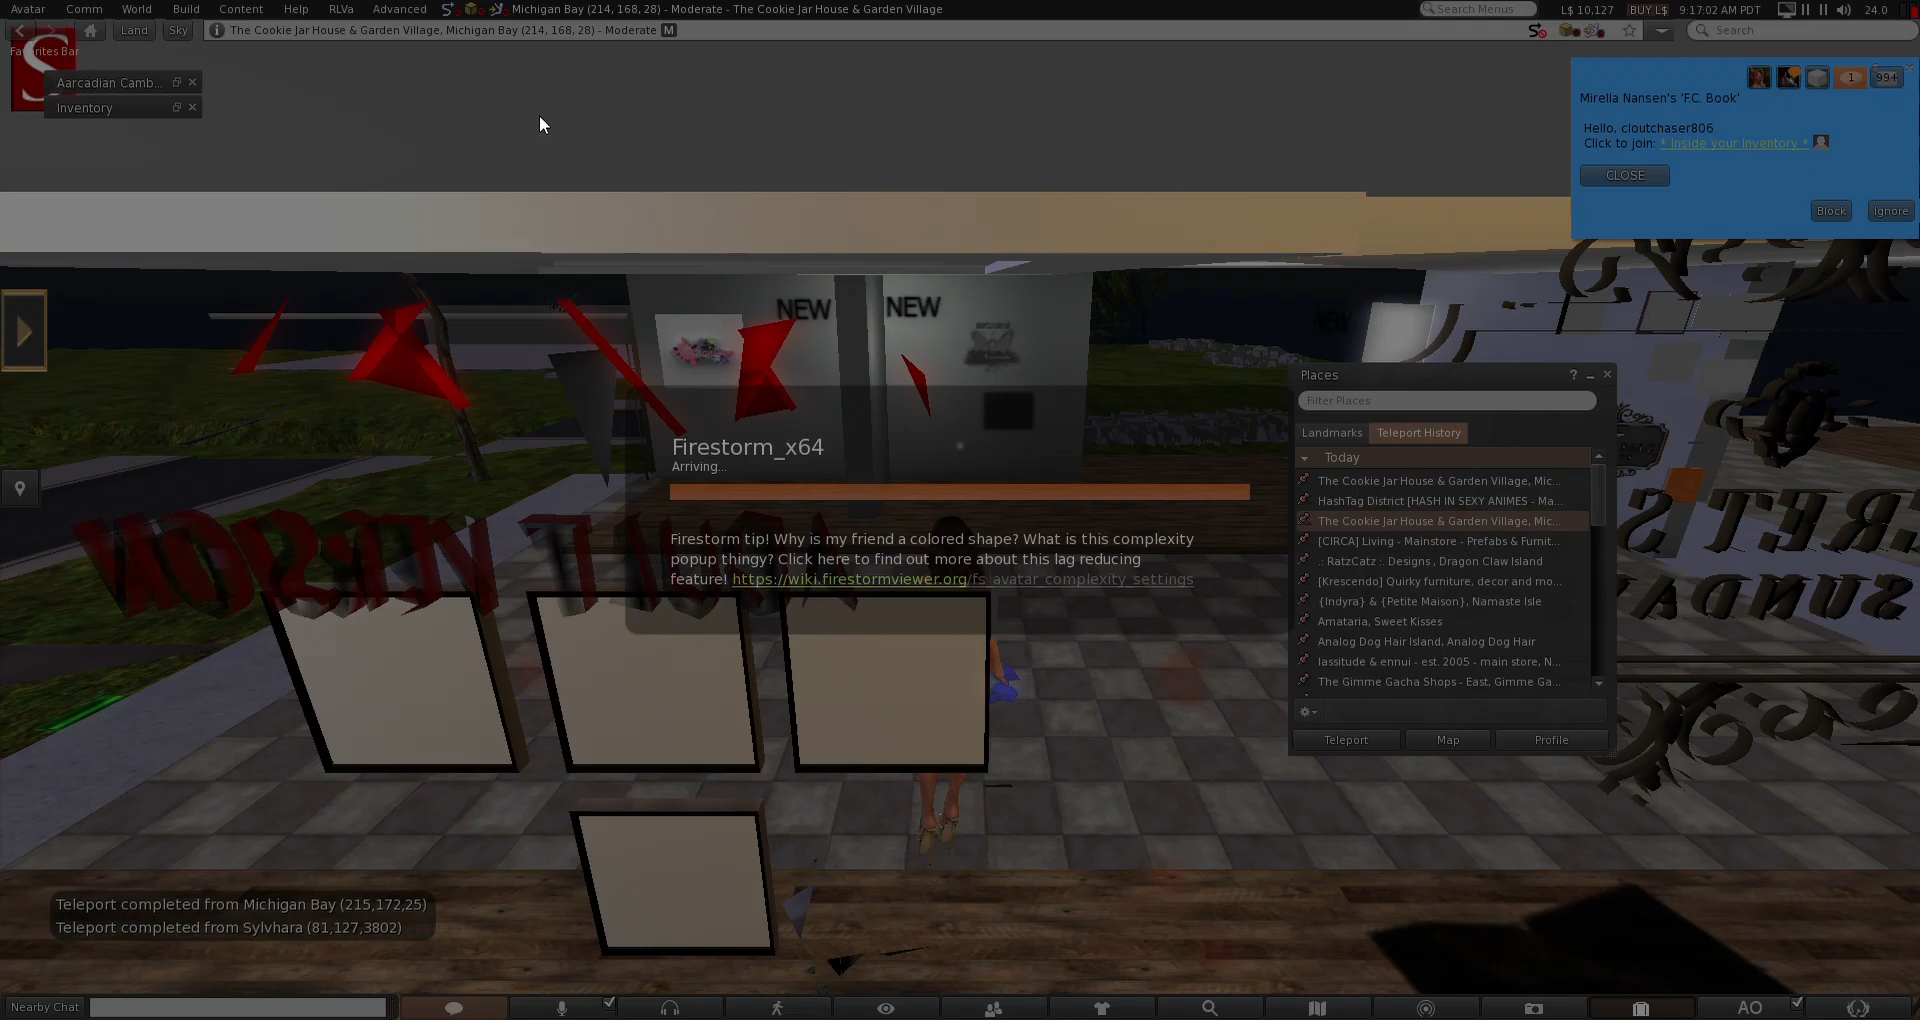 Avatar Comm World Build Content Help RLVa Advanced Michigan Bay (214, 168, 28) - Moderate - The Cookie Jar House & Garden Village
Search Menus L$ 10,127 BUY L$ 9:17:02 AM PDT 24.0
Land Sky The Cookie Jar House & Garden Village, Michigan Bay (214, 168, 28) - Moderate M
Search
Favorites Bar
Aarcadian Camb...
Inventory
1 99+
Mirella Nansen's 'F.C. Book'
Hello, cloutchaser806
Click to join: * Inside your Inventory *
CLOSE
Block Ignore
NEW NEW
NEW
Firestorm_x64
Arriving...
Firestorm tip! Why is my friend a colored shape? What is this complexity
popup thingy? Click here to find out more about this lag reducing
feature! https://wiki.firestormviewer.org/fs_avatar_complexity_settings
Places
Filter Places
Landmarks Teleport History
Today
The Cookie Jar House & Garden Village, Mic...
HashTag District [HASH IN SEXY ANIMES - Ma...
The Cookie Jar House & Garden Village, Mic...
[CIRCA] Living - Mainstore - Prefabs & Furnit...
.: RatzCatz :. Designs , Dragon Claw Island
[Krescendo] Quirky furniture, decor and mo...
{Indyra} & {Petite Maison}, Namaste Isle
Amataria, Sweet Kisses
Analog Dog Hair Island, Analog Dog Hair
lassitude & ennui - est. 2005 - main store, N...
The Gimme Gacha Shops - East, Gimme Ga...
Teleport Map Profile
Teleport completed from Michigan Bay (215,172,25)
Teleport completed from Sylvhara (81,127,3802)
Nearby Chat
AO